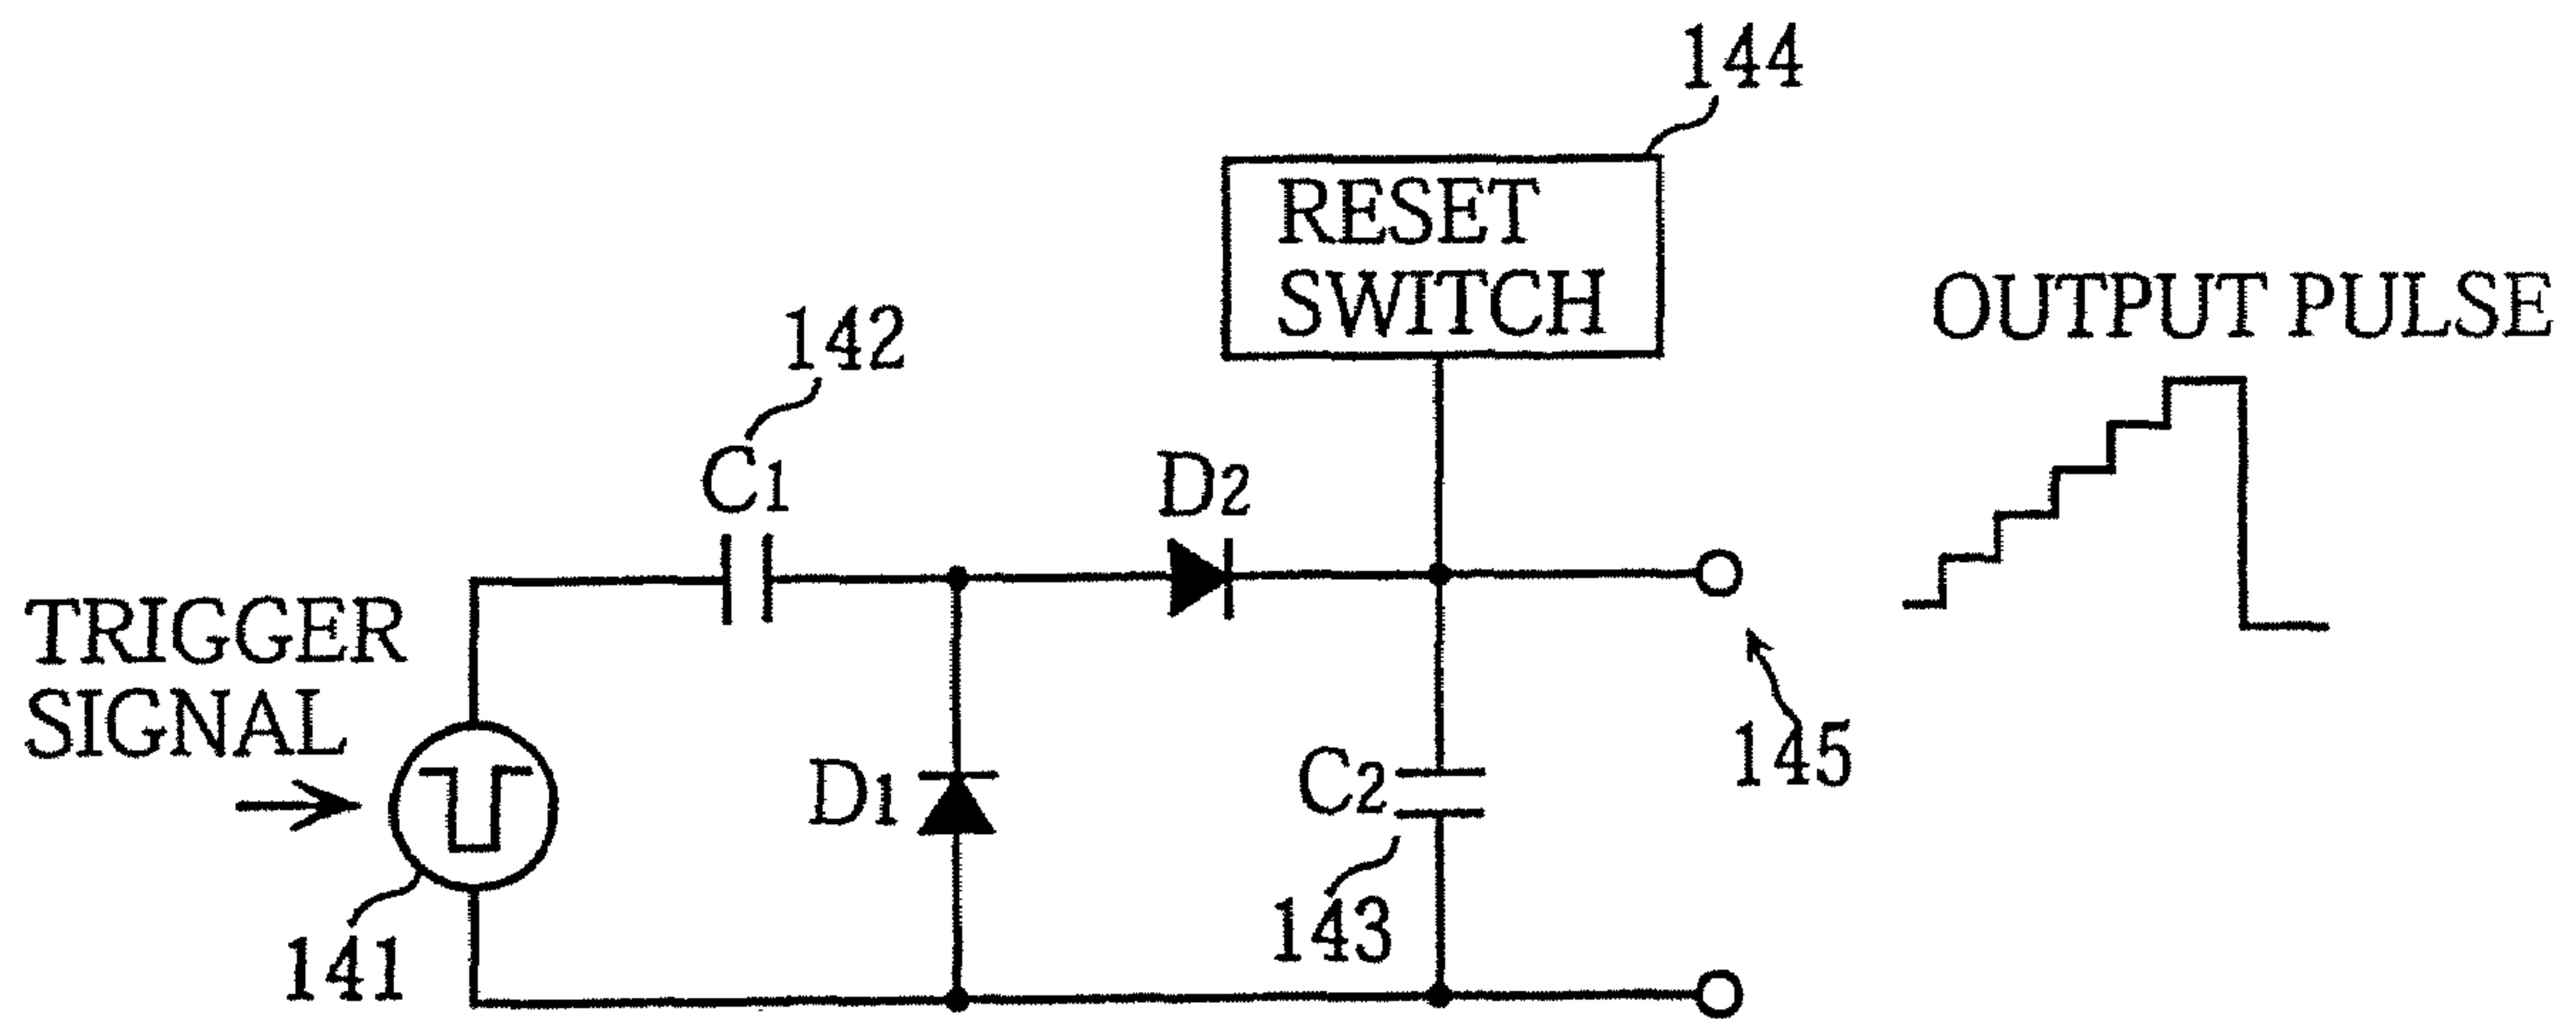 144
RESET
SWITCH
OUTPUT PULSE
142
C1
D2
TRIGGER
SIGNAL
D1
C2
145
143
141